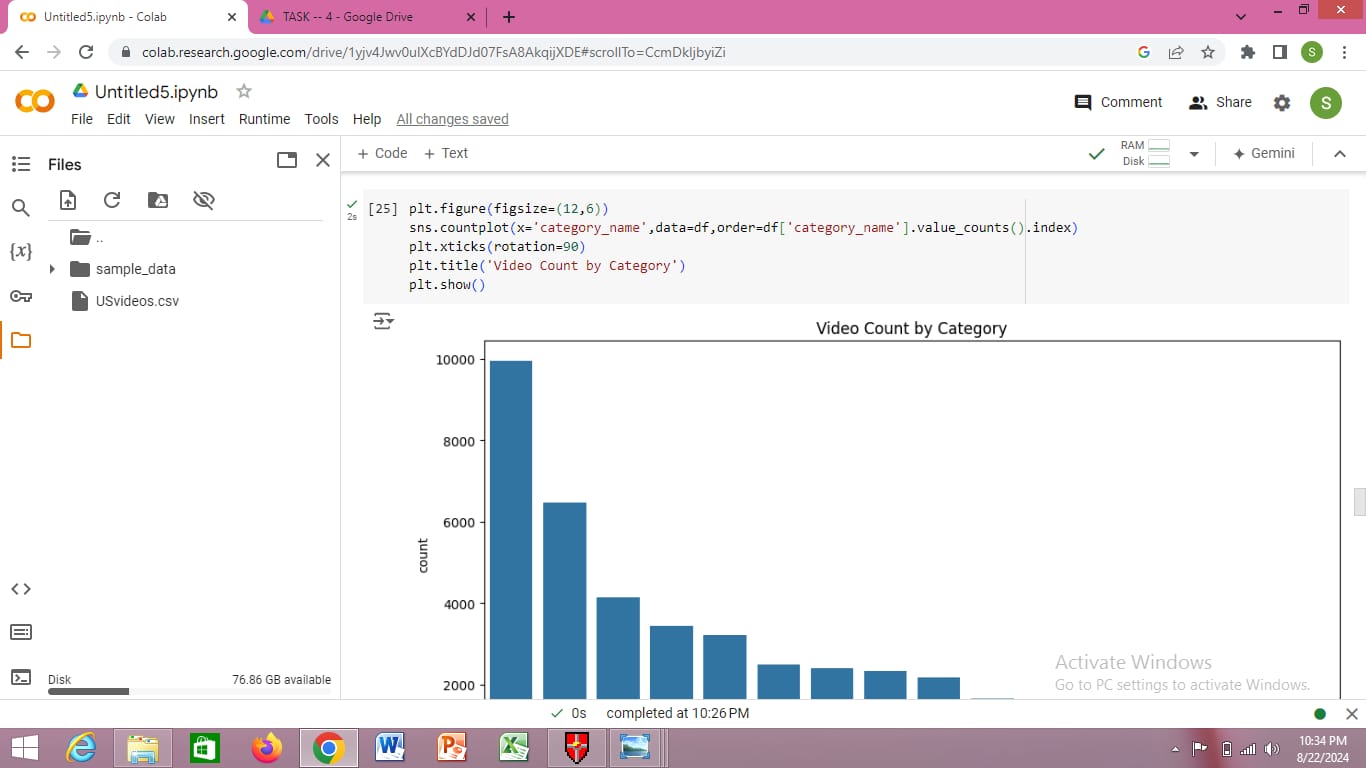 Untitled5.ipynb - Colab
TASK -- 4 - Google Drive
colab.research.google.com/drive/1yjv4Jwv0uIXcBYdDJd07FsA8AkqijXDE#scrollTo=CcmDkIjbyiZi
G
S
CO
Untitled5.ipynb
File Edit View Insert Runtime Tools Help All changes saved
Comment
Share
S
Files
+ Code + Text
RAM
Disk
Gemini
..
sample_data
USvideos.csv
{x}
2s
[25] plt.figure(figsize=(12,6))
sns.countplot(x='category_name',data=df,order=df['category_name'].value_counts().index)
plt.xticks(rotation=90)
plt.title('Video Count by Category')
plt.show()
Video Count by Category
10000
8000
6000
4000
2000
count
Activate Windows
Go to PC settings to activate Windows.
Disk 76.86 GB available
0s completed at 10:26 PM
10:34 PM
8/22/2024